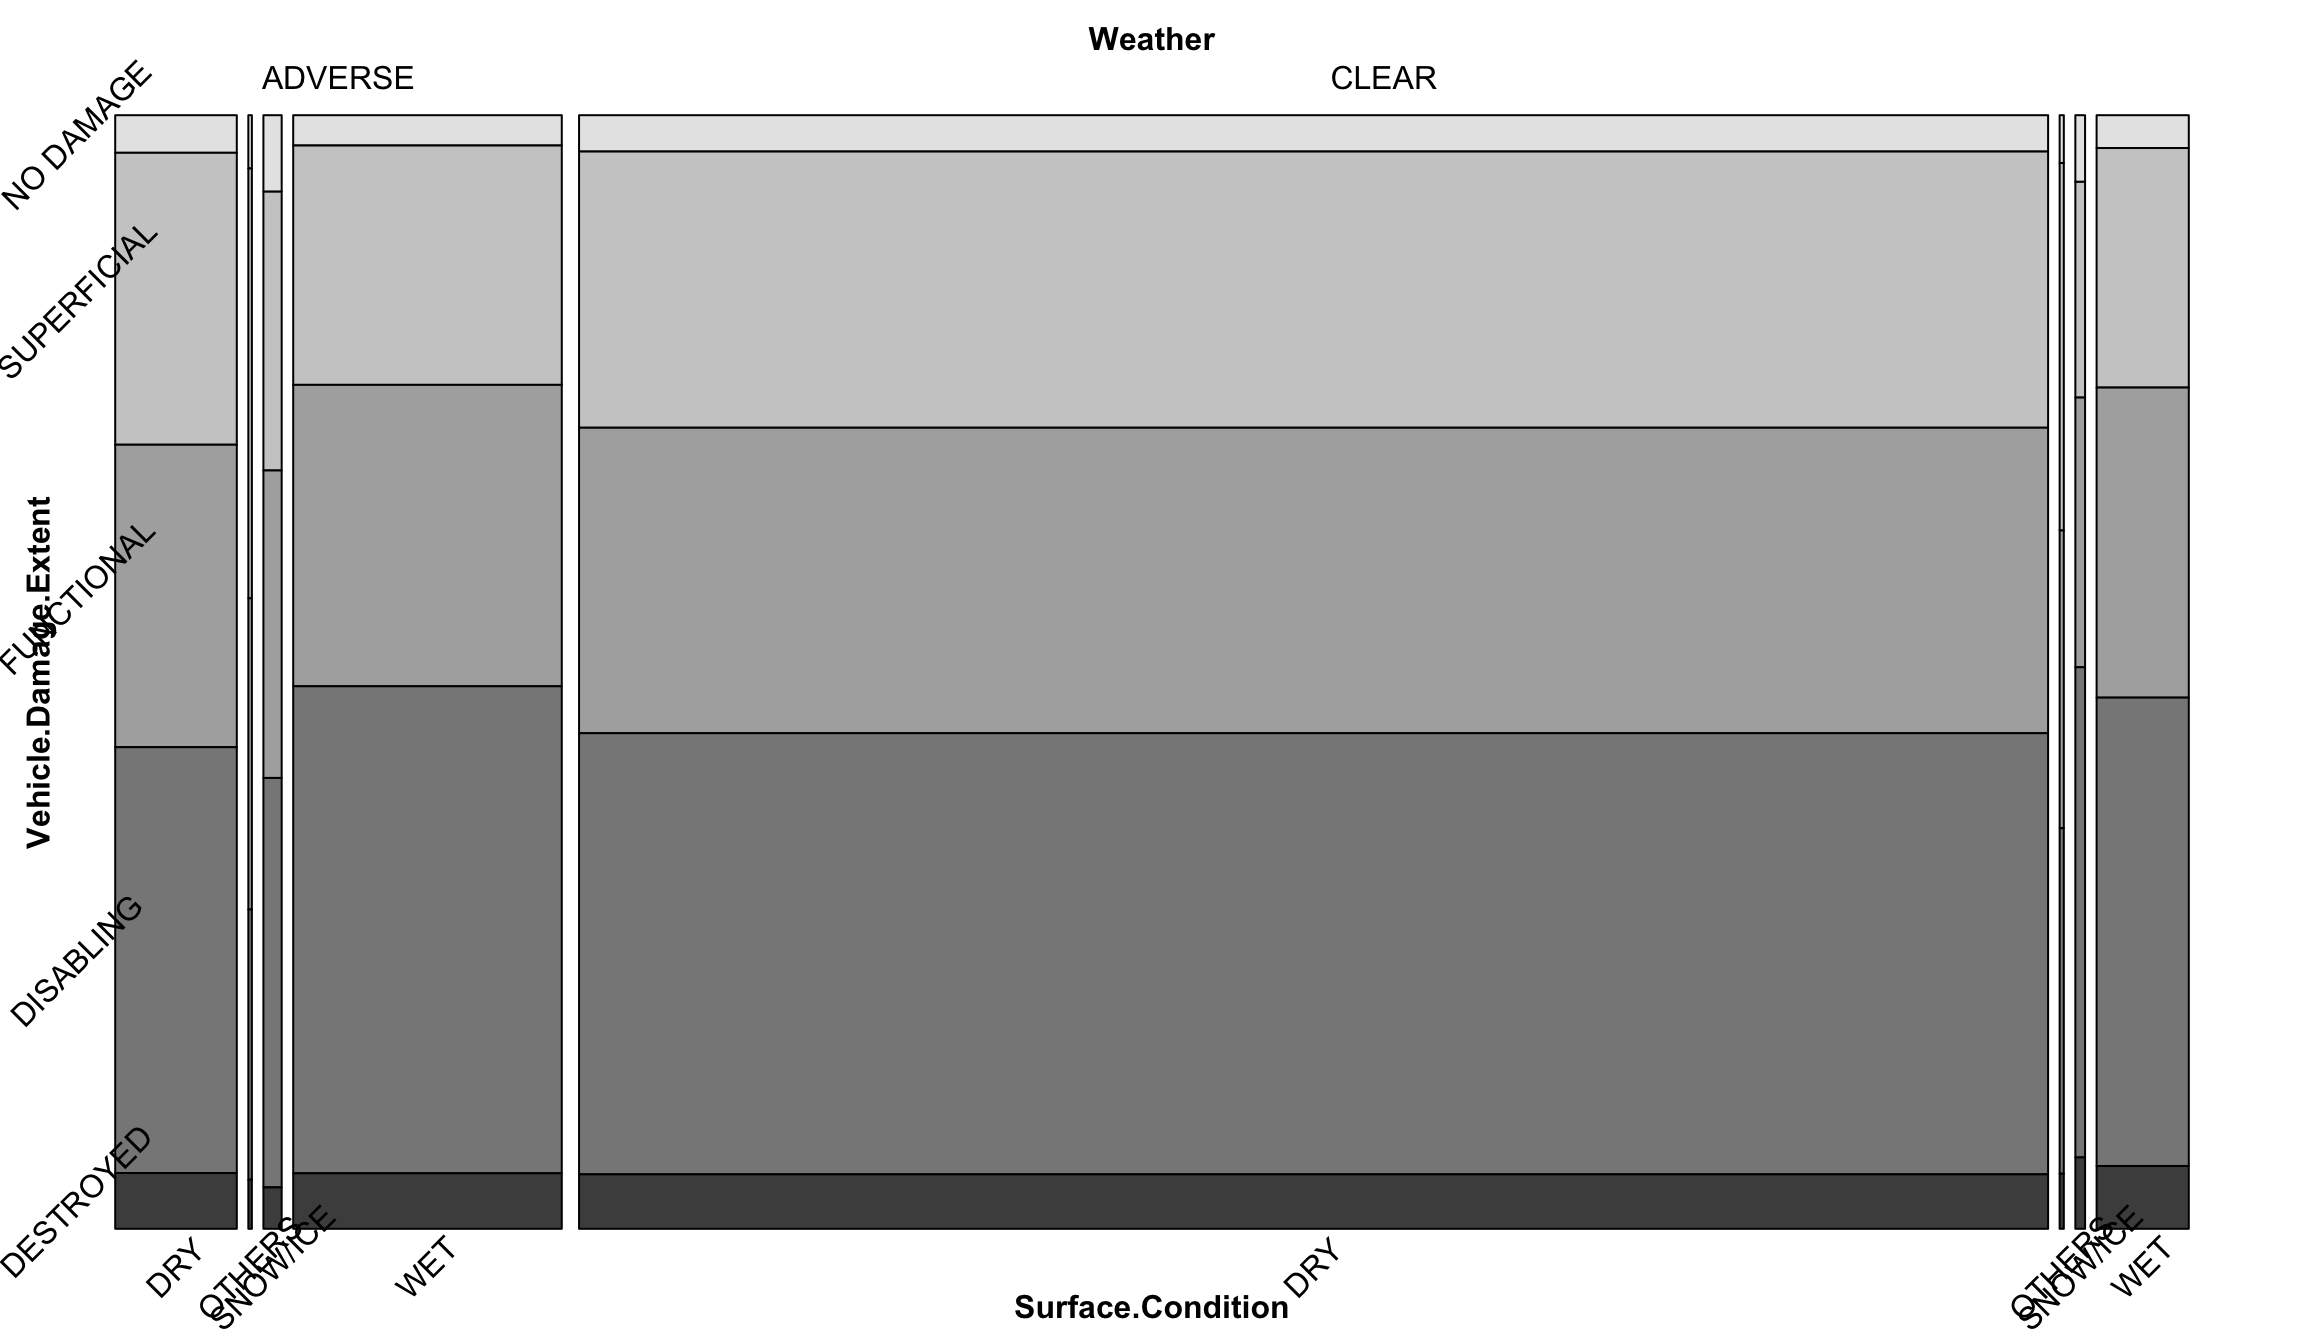 Weather
ADVERSE
CLEAR
NO DAMAGE
SUPERFICIAL
FUNCTIONAL
DISABLING
DESTROYED
Vehicle.Damage.Extent
DRY
OTHERS
SNOW/ICE
WET
DRY
OTHERS
SNOW/ICE
WET
Surface.Condition